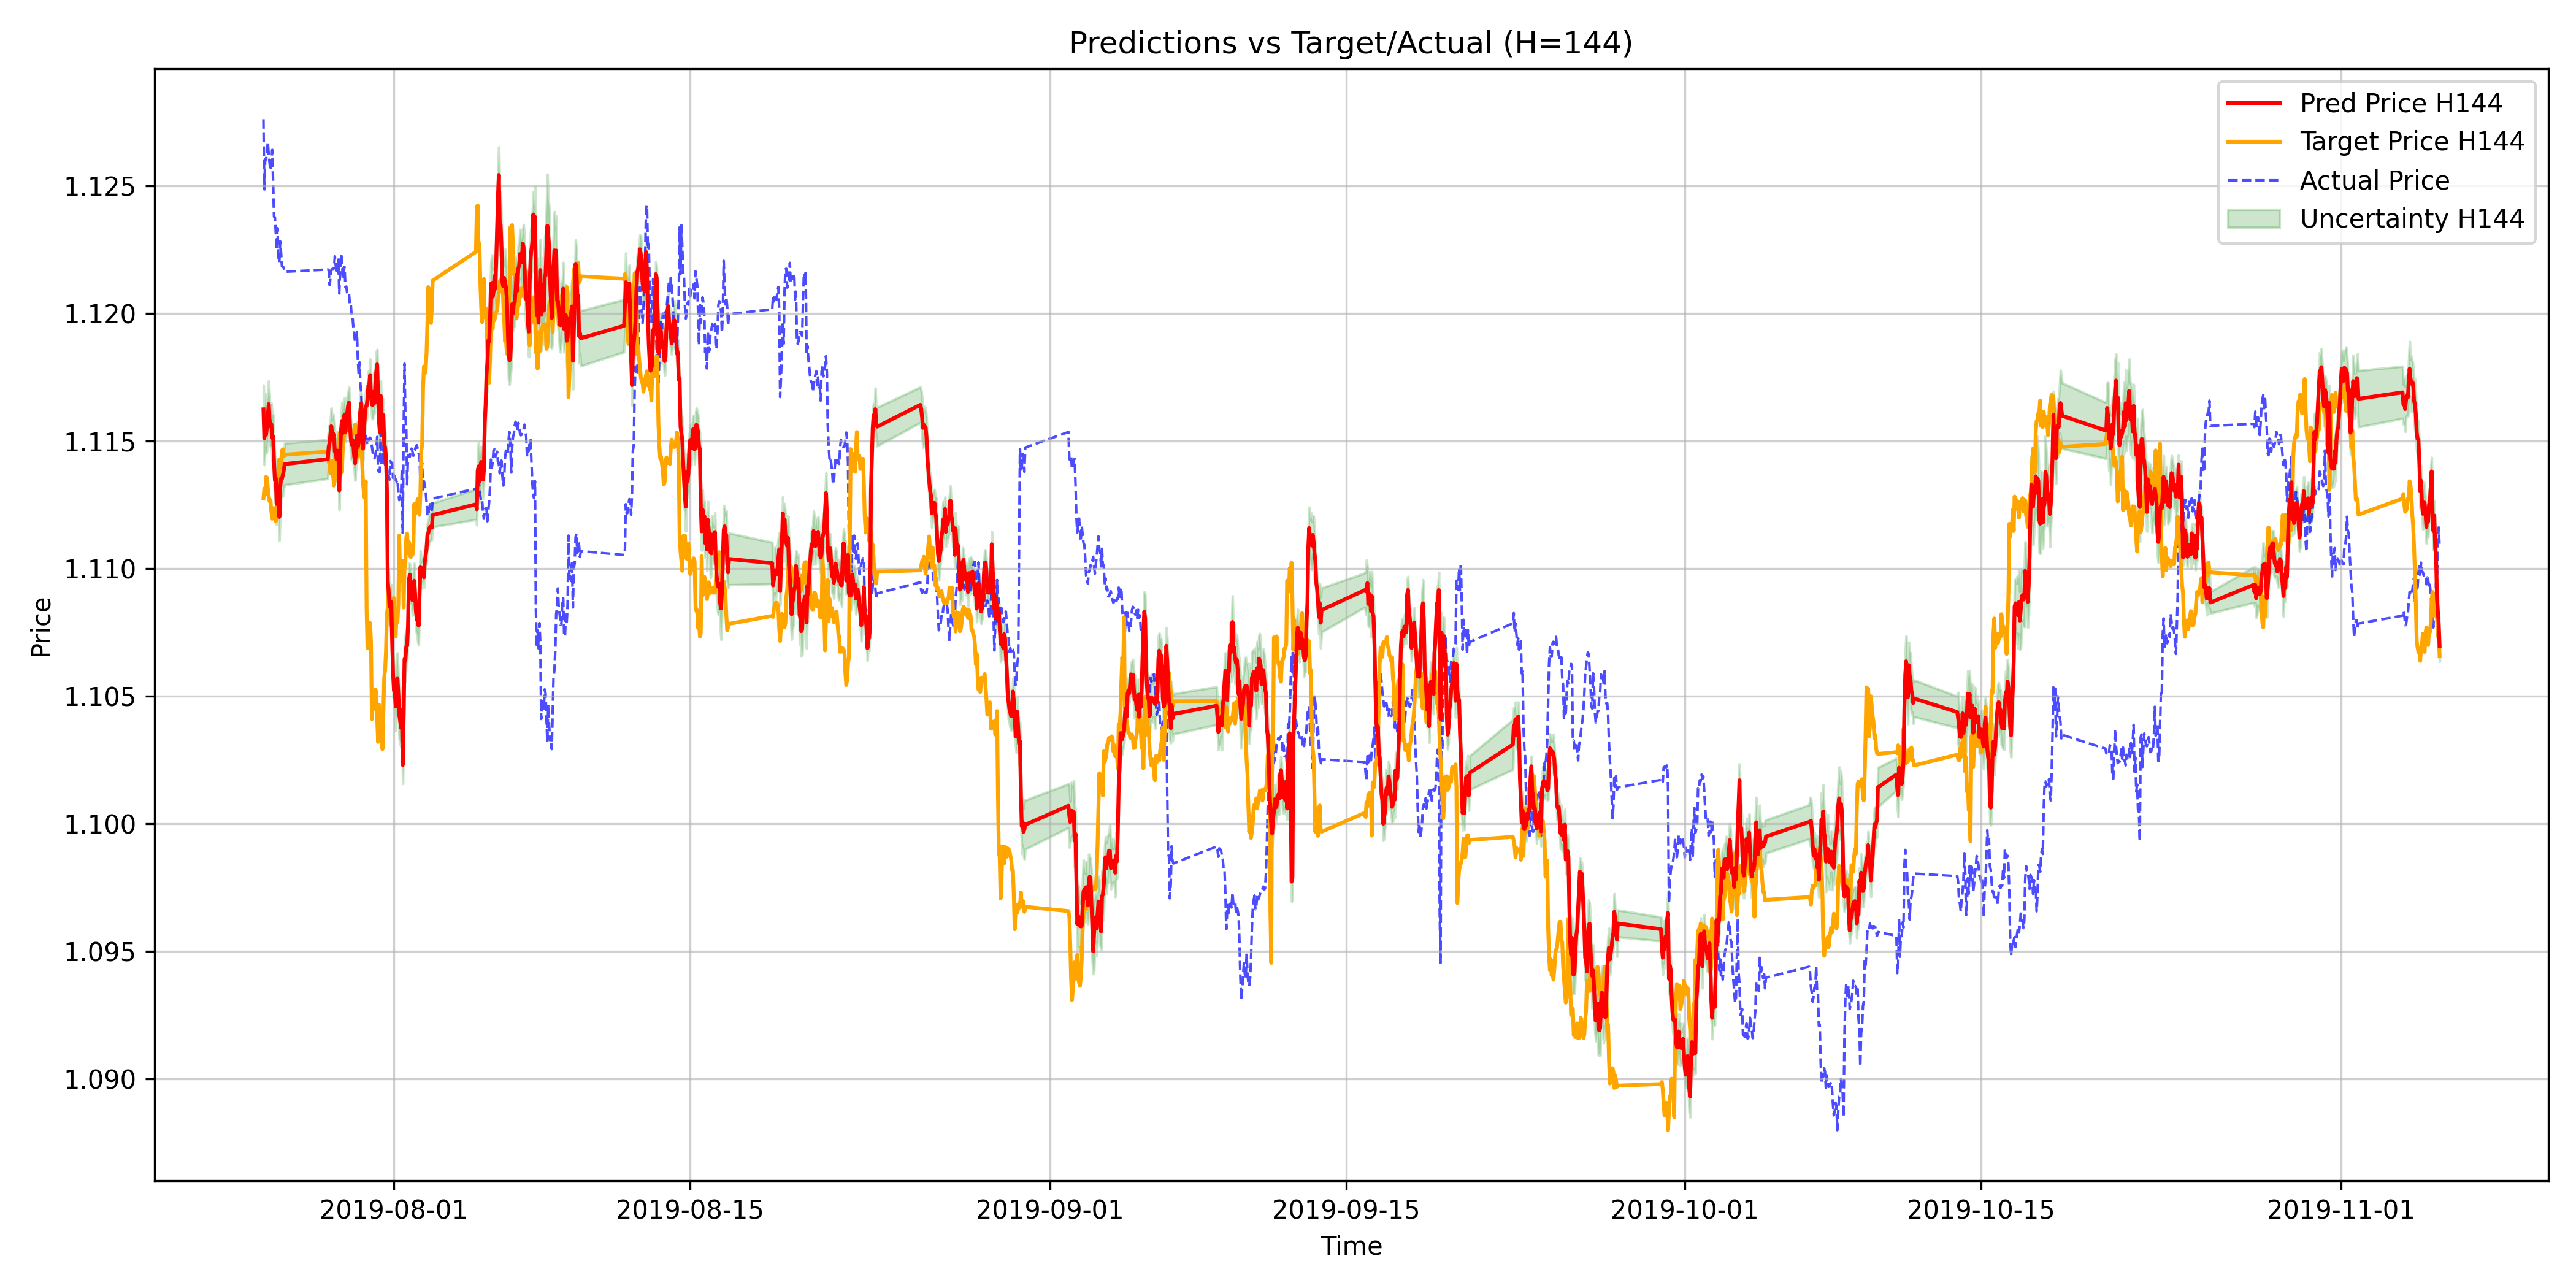 Predictions vs Target/Actual (H=144)
Pred Price H144
Target Price H144
Actual Price
Uncertainty H144
Price
1.125
1.120
1.115
1.110
1.105
1.100
1.095
1.090
2019-08-01
2019-08-15
2019-09-01
2019-09-15
2019-10-01
2019-10-15
2019-11-01
Time